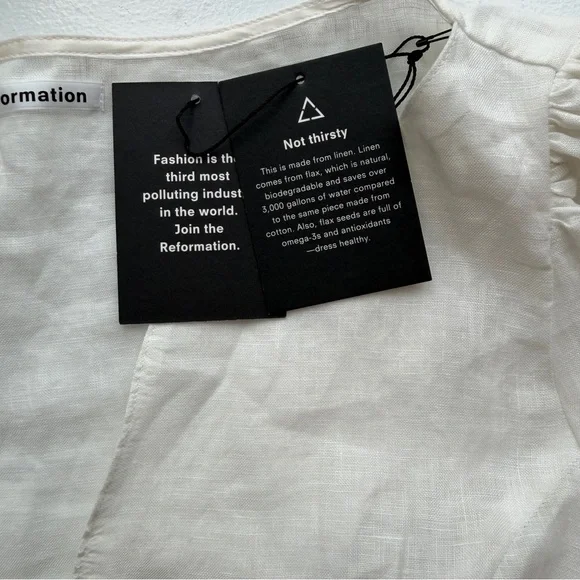 ormation
Fashion is the
third most
polluting indust
in the world.
Join the
Reformation.
Not thirsty
This is made from linen. Linen
comes from flax, which is natural,
biodegradable and saves over
3,000 gallons of water compared
to the same piece made from
cotton. Also, flax seeds are full of
omega-3s and antioxidants
—dress healthy.